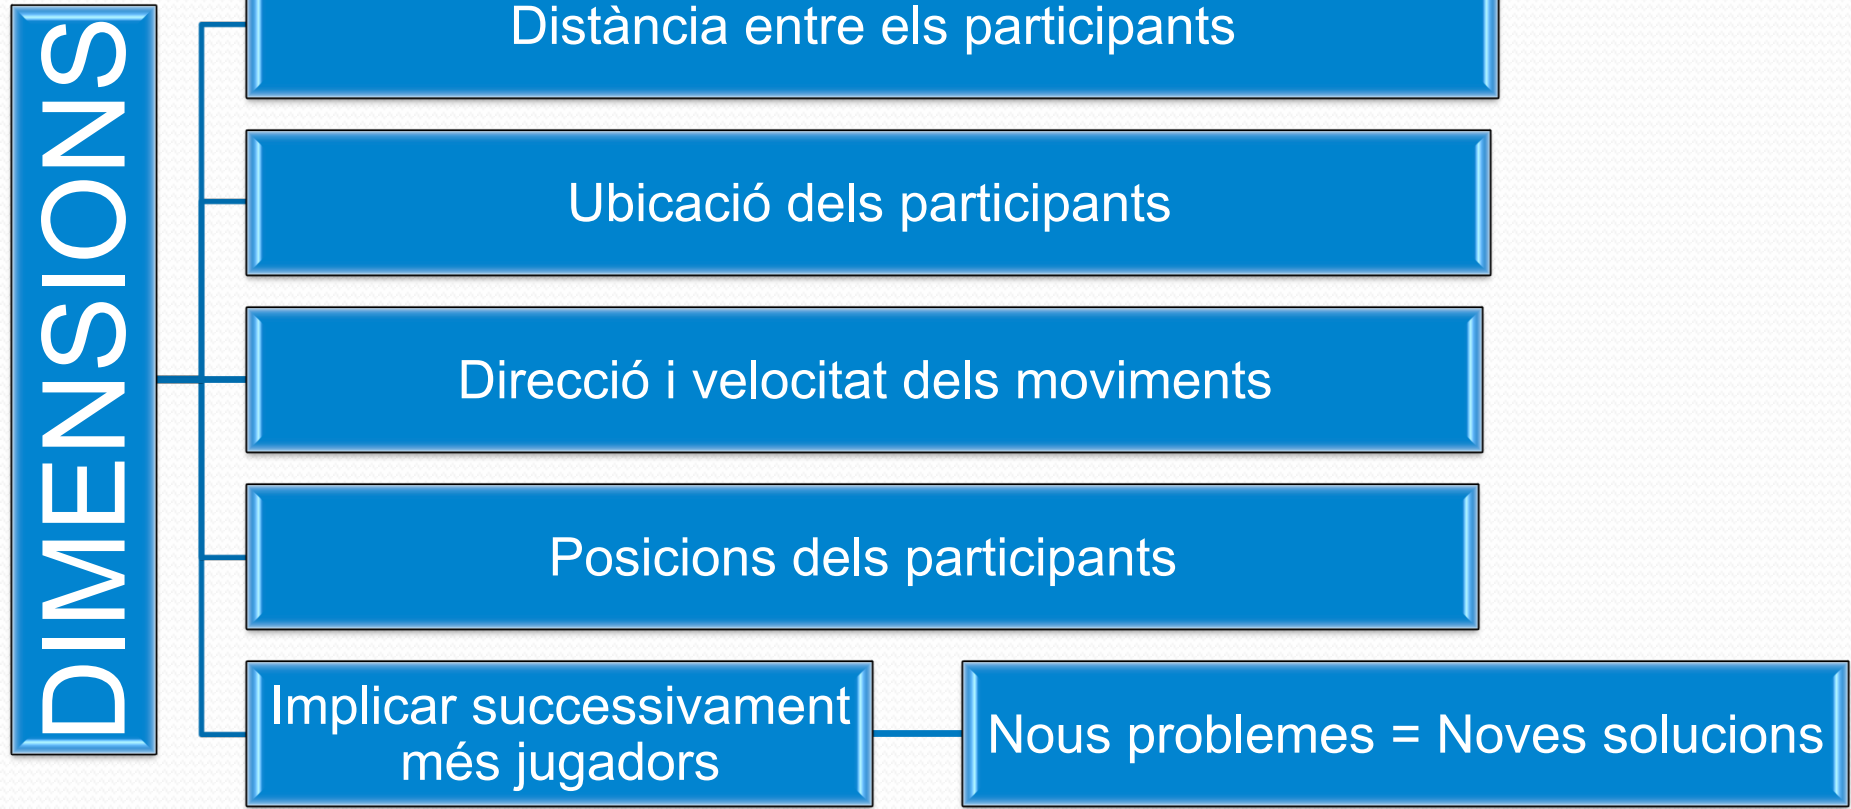 DIMENSIONS
Distància entre els participants
Ubicació dels participants
Direcció i velocitat dels moviments
Posicions dels participants
Implicar successivament
més jugadors
Nous problemes = Noves solucions